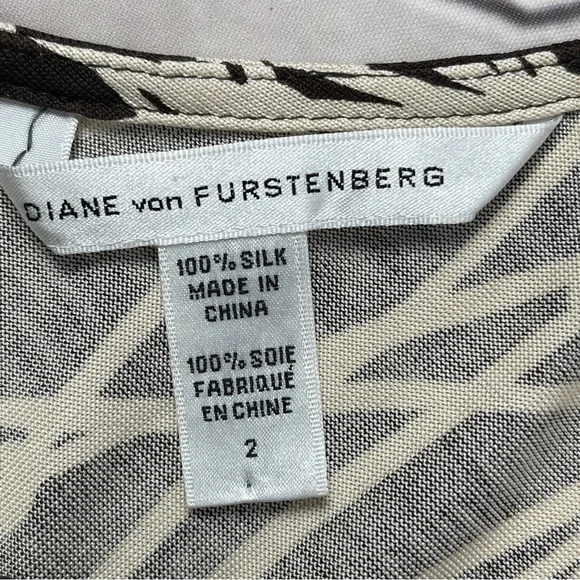 DIANE von FURSTENBERG
100% SILK
MADE IN
CHINA
100% SOIE
FABRIQUÉ
EN CHINE
2